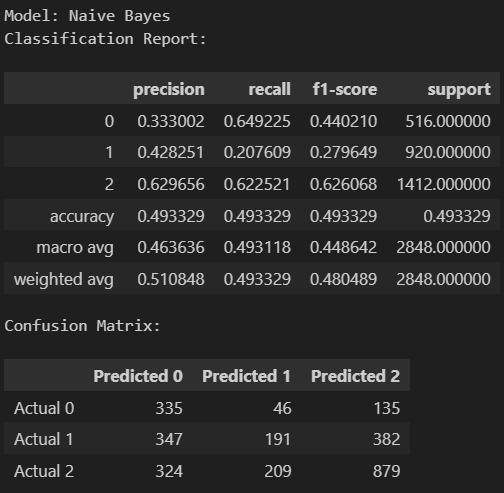 Model: Naive Bayes
Classification Report:
precision recall f1-score support
0 0.333002 0.649225 0.440210 516.000000
1 0.428251 0.207609 0.279649 920.000000
2 0.629656 0.622521 0.626068 1412.000000
accuracy 0.493329 0.493329 0.493329 0.493329
macro avg 0.463636 0.493118 0.448642 2848.000000
weighted avg 0.510848 0.493329 0.480489 2848.000000
Confusion Matrix:
Predicted 0 Predicted 1 Predicted 2
Actual 0 335 46 135
Actual 1 347 191 382
Actual 2 324 209 879